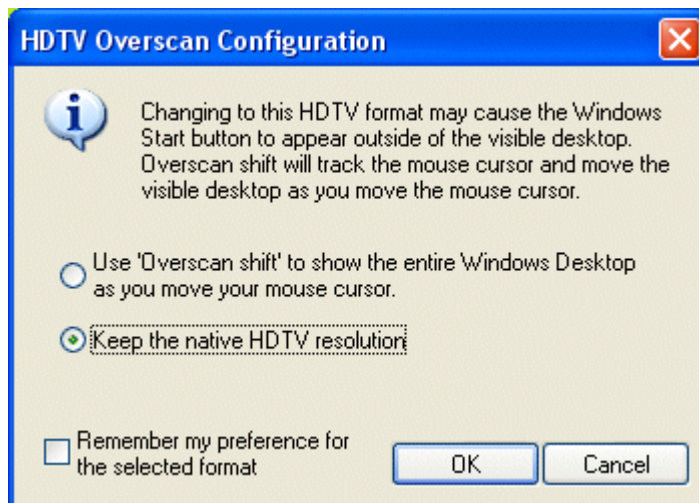 HDTV Overscan Configuration
Changing to this HDTV format may cause the Windows
Start button to appear outside of the visible desktop.
Overscan shift will track the mouse cursor and move the
visible desktop as you move the mouse cursor.
Use 'Overscan shift' to show the entire Windows Desktop
as you move your mouse cursor.
Keep the native HDTV resolution
Remember my preference for
the selected format
OK
Cancel